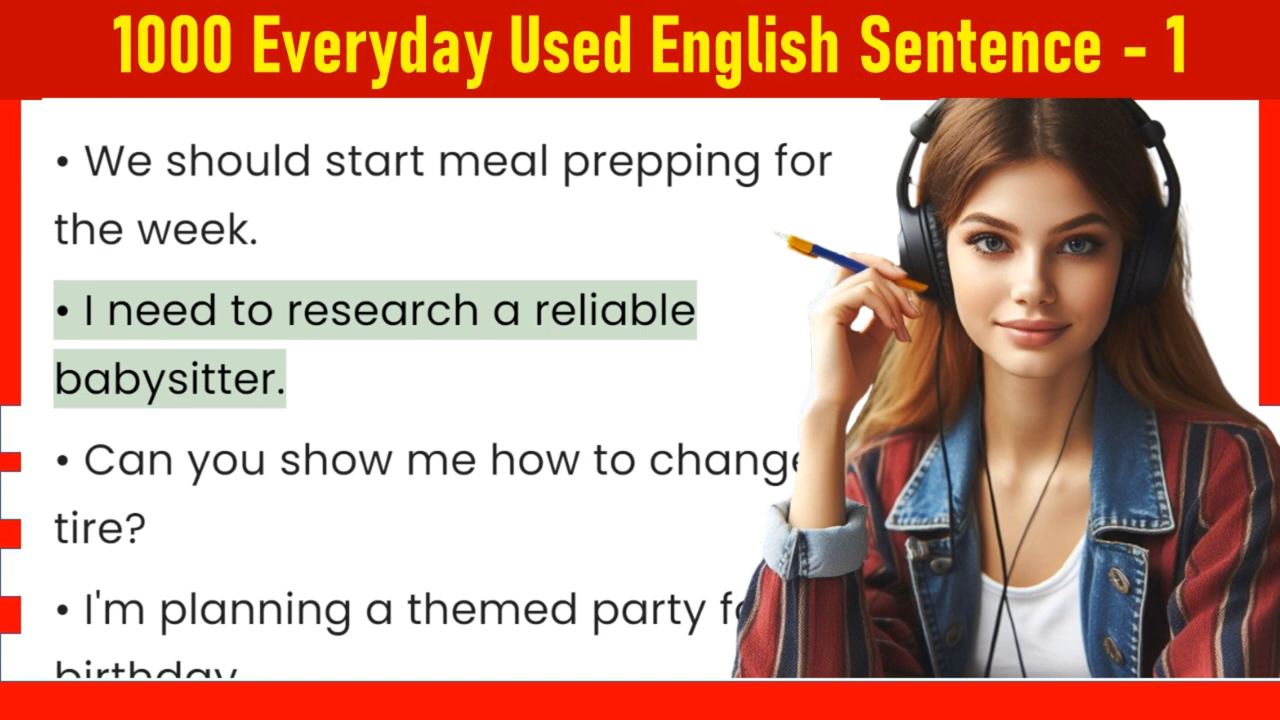 1000 Everyday Used English Sentence - 1
• We should start meal prepping for
the week.
• I need to research a reliable
babysitter.
• Can you show me how to change
tire?
• I'm planning a themed party
birthday